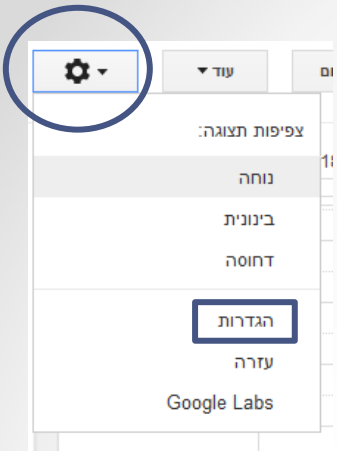 עוד
צפיפות תצוגה:
נוחה
בינונית
דחוסה
הגדרות
עזרה
Google Labs